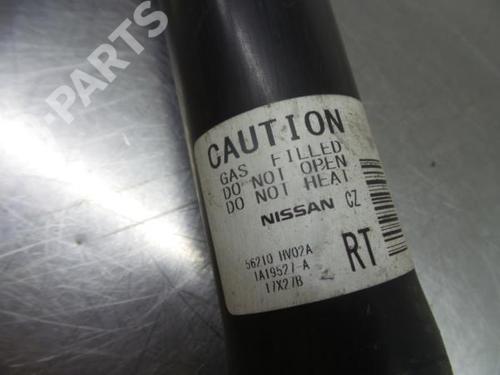 B-PARTS
CAUTION
GAS FILLED
DO NOT OPEN
DO NOT HEAT
NISSAN CZ
56210 HV02A
1A19527-A
17X27B
RT